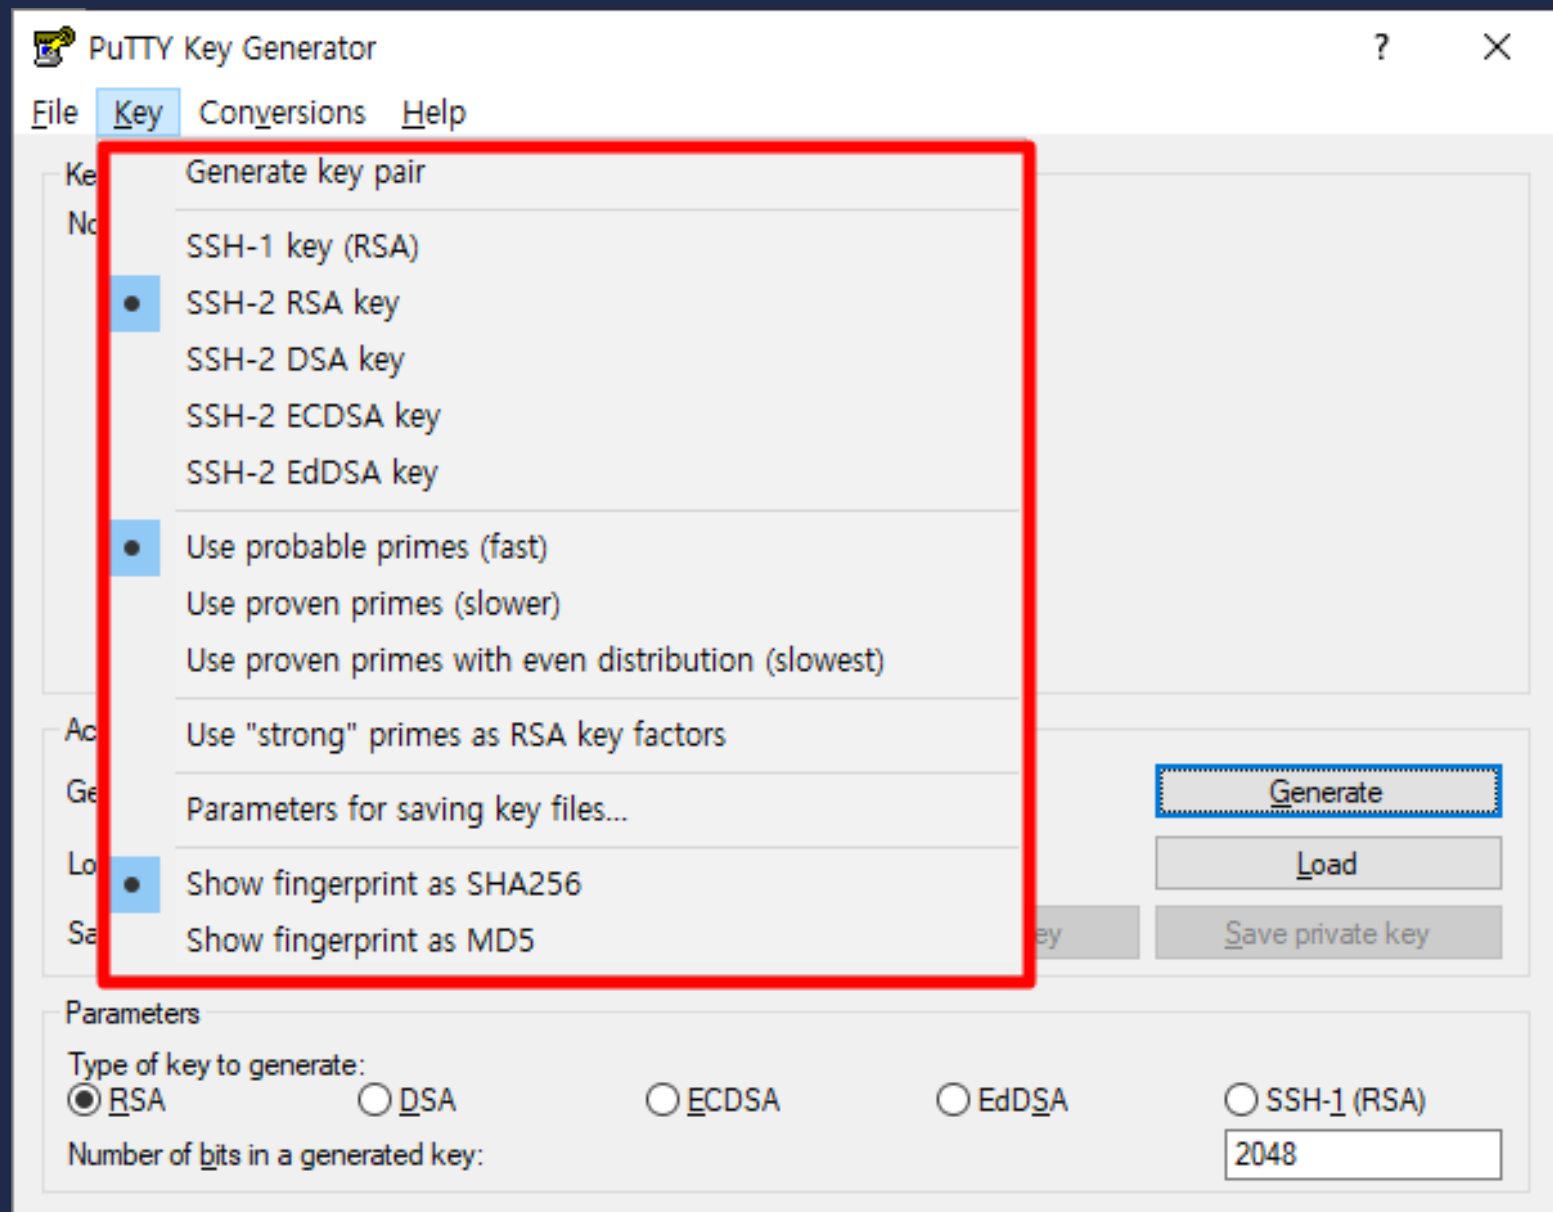 PuTTY Key Generator
File Key Conversions Help
Generate key pair
SSH-1 key (RSA)
SSH-2 RSA key
SSH-2 DSA key
SSH-2 ECDSA key
SSH-2 EdDSA key
Use probable primes (fast)
Use proven primes (slower)
Use proven primes with even distribution (slowest)
Use "strong" primes as RSA key factors
Parameters for saving key files...
Show fingerprint as SHA256
Show fingerprint as MD5
Generate
Load
Save private key
Parameters
Type of key to generate:
RSA DSA ECDSA EdDSA SSH-1 (RSA)
Number of bits in a generated key: 2048